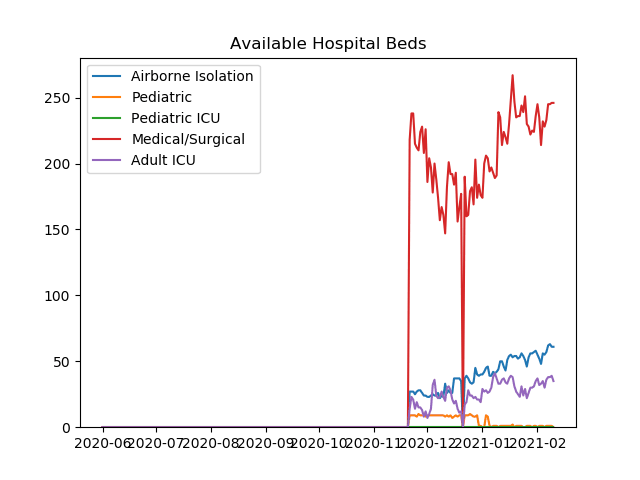 Available Hospital Beds
Airborne Isolation
Pediatric
Pediatric ICU
Medical/Surgical
Adult ICU
250
200
150
100
50
0
2020-06 2020-07 2020-08 2020-09 2020-10 2020-11 2020-12 2021-01 2021-02